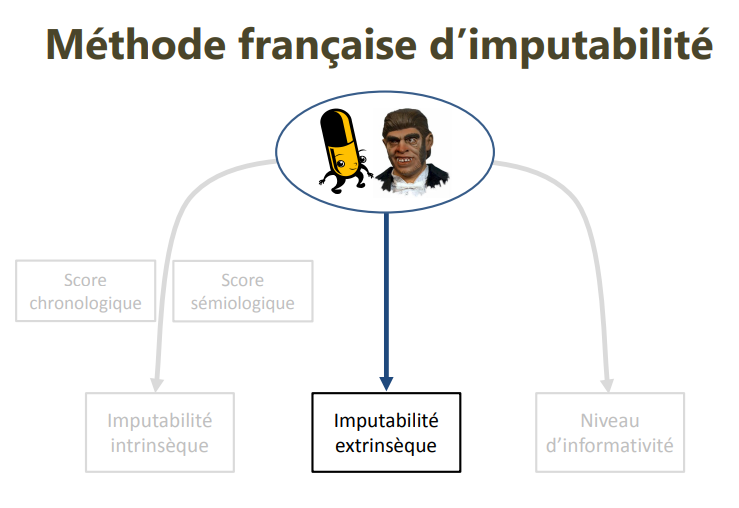 Méthode française d’imputabilité
Score
chronologique
Score
sémiologique
Imputabilité
intrinsèque
Imputabilité
extrinsèque
Niveau
d’informativité